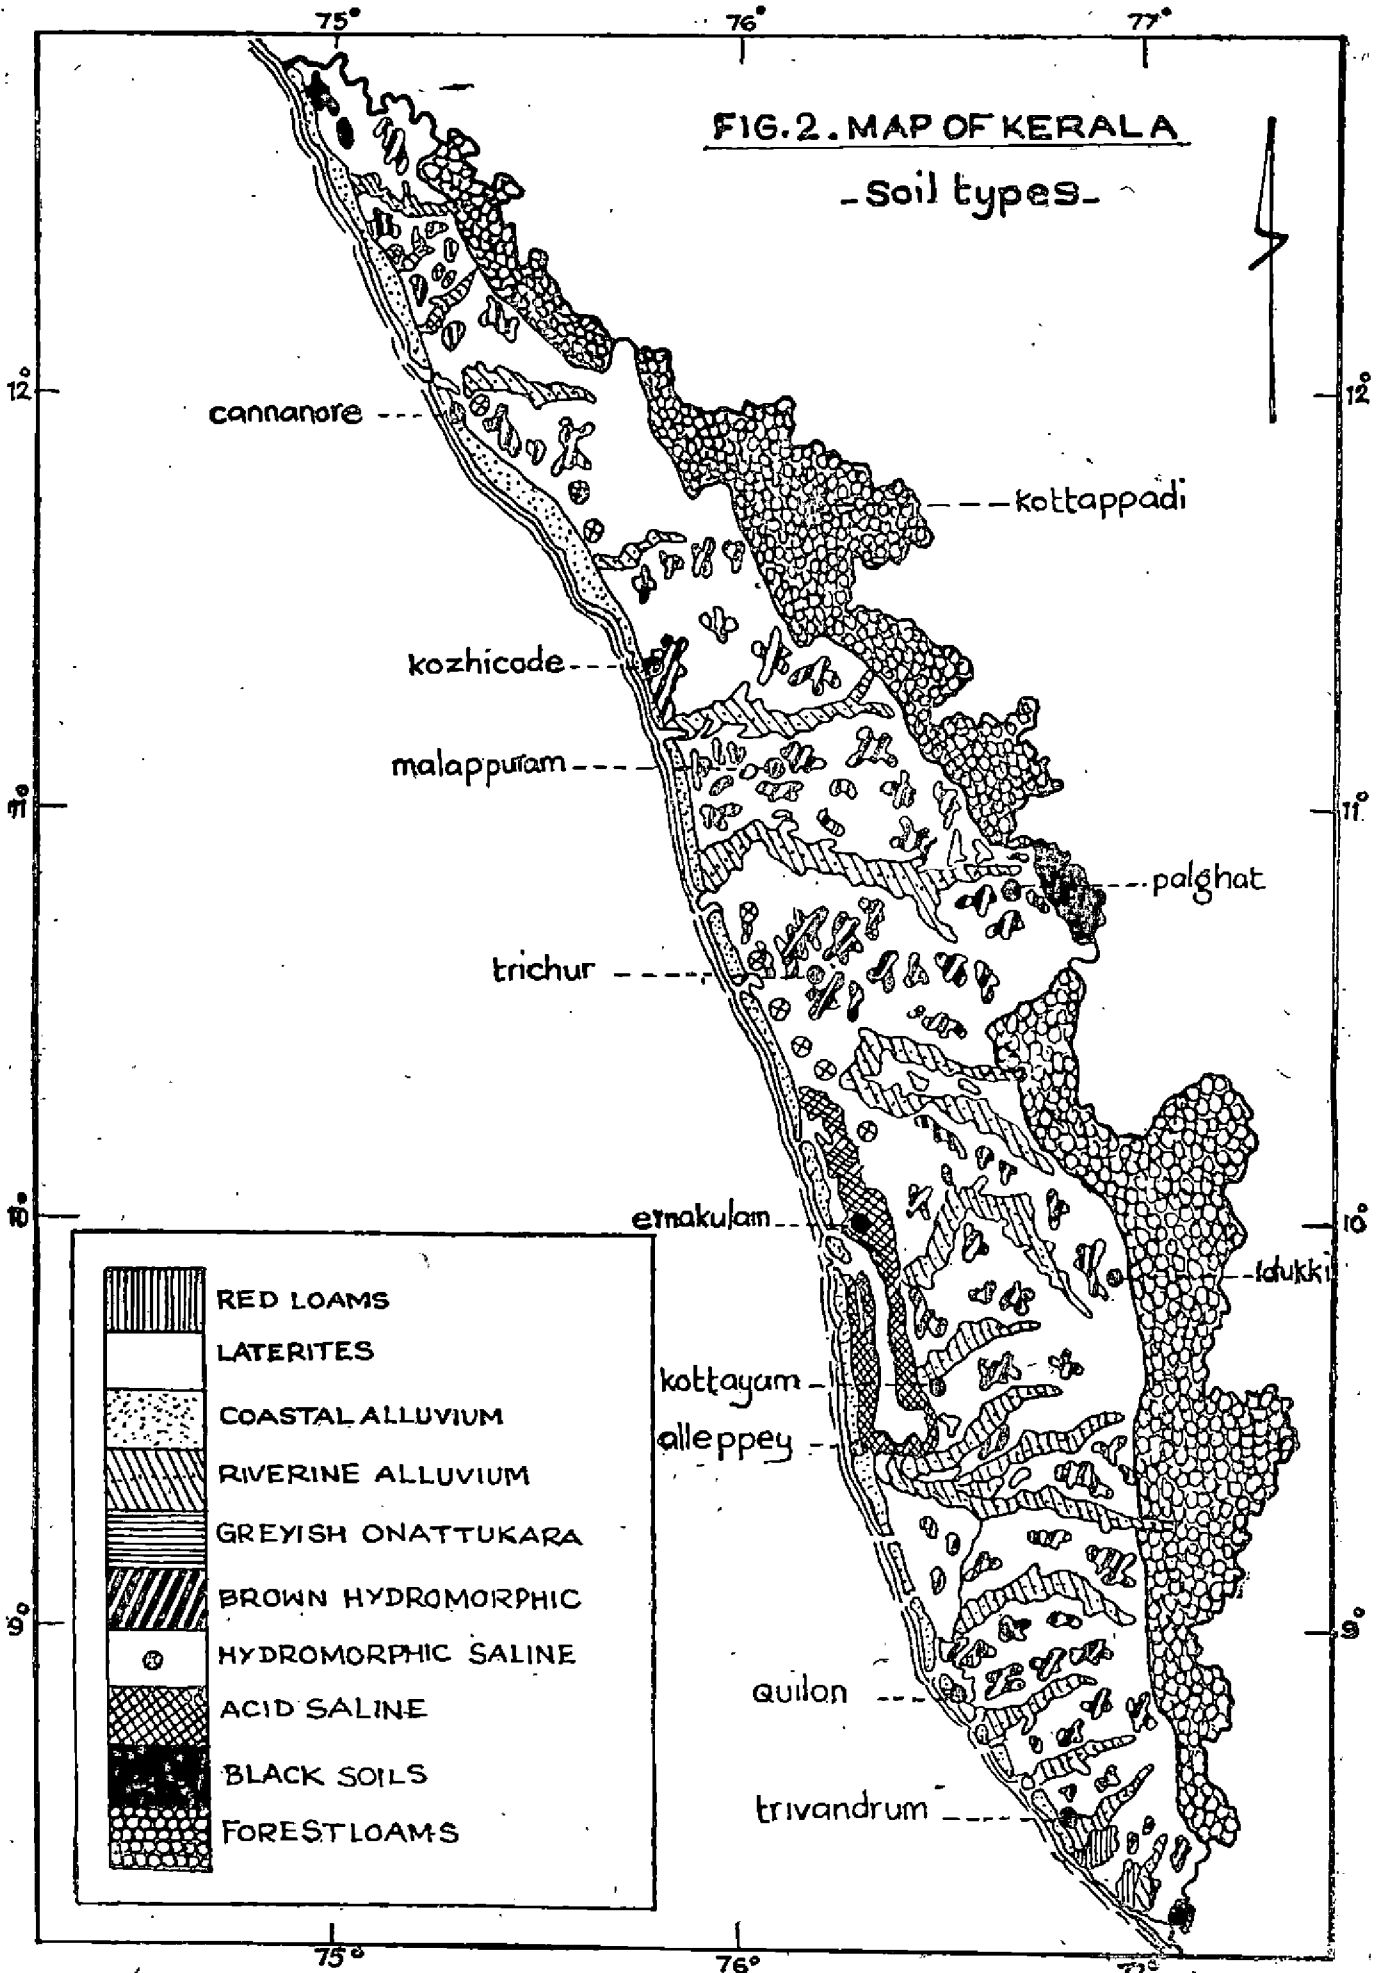 75° 76° 77°
FIG.2. MAP OF KERALA
-Soil types-
12° 12°
cannanore
kottappadi
kozhicode
malappuram
11° 11°
palghat
trichur
10° 10°
ernakulam
Idukki
RED LOAMS
LATERITES
COASTAL ALLUVIUM
RIVERINE ALLUVIUM
GREYISH ONATTUKARA
BROWN HYDROMORPHIC
HYDROMORPHIC SALINE
ACID SALINE
BLACK SOILS
FOREST LOAMS
kottayam
alleppey
9° 9°
Quilon
trivandrum
75° 76° 77°